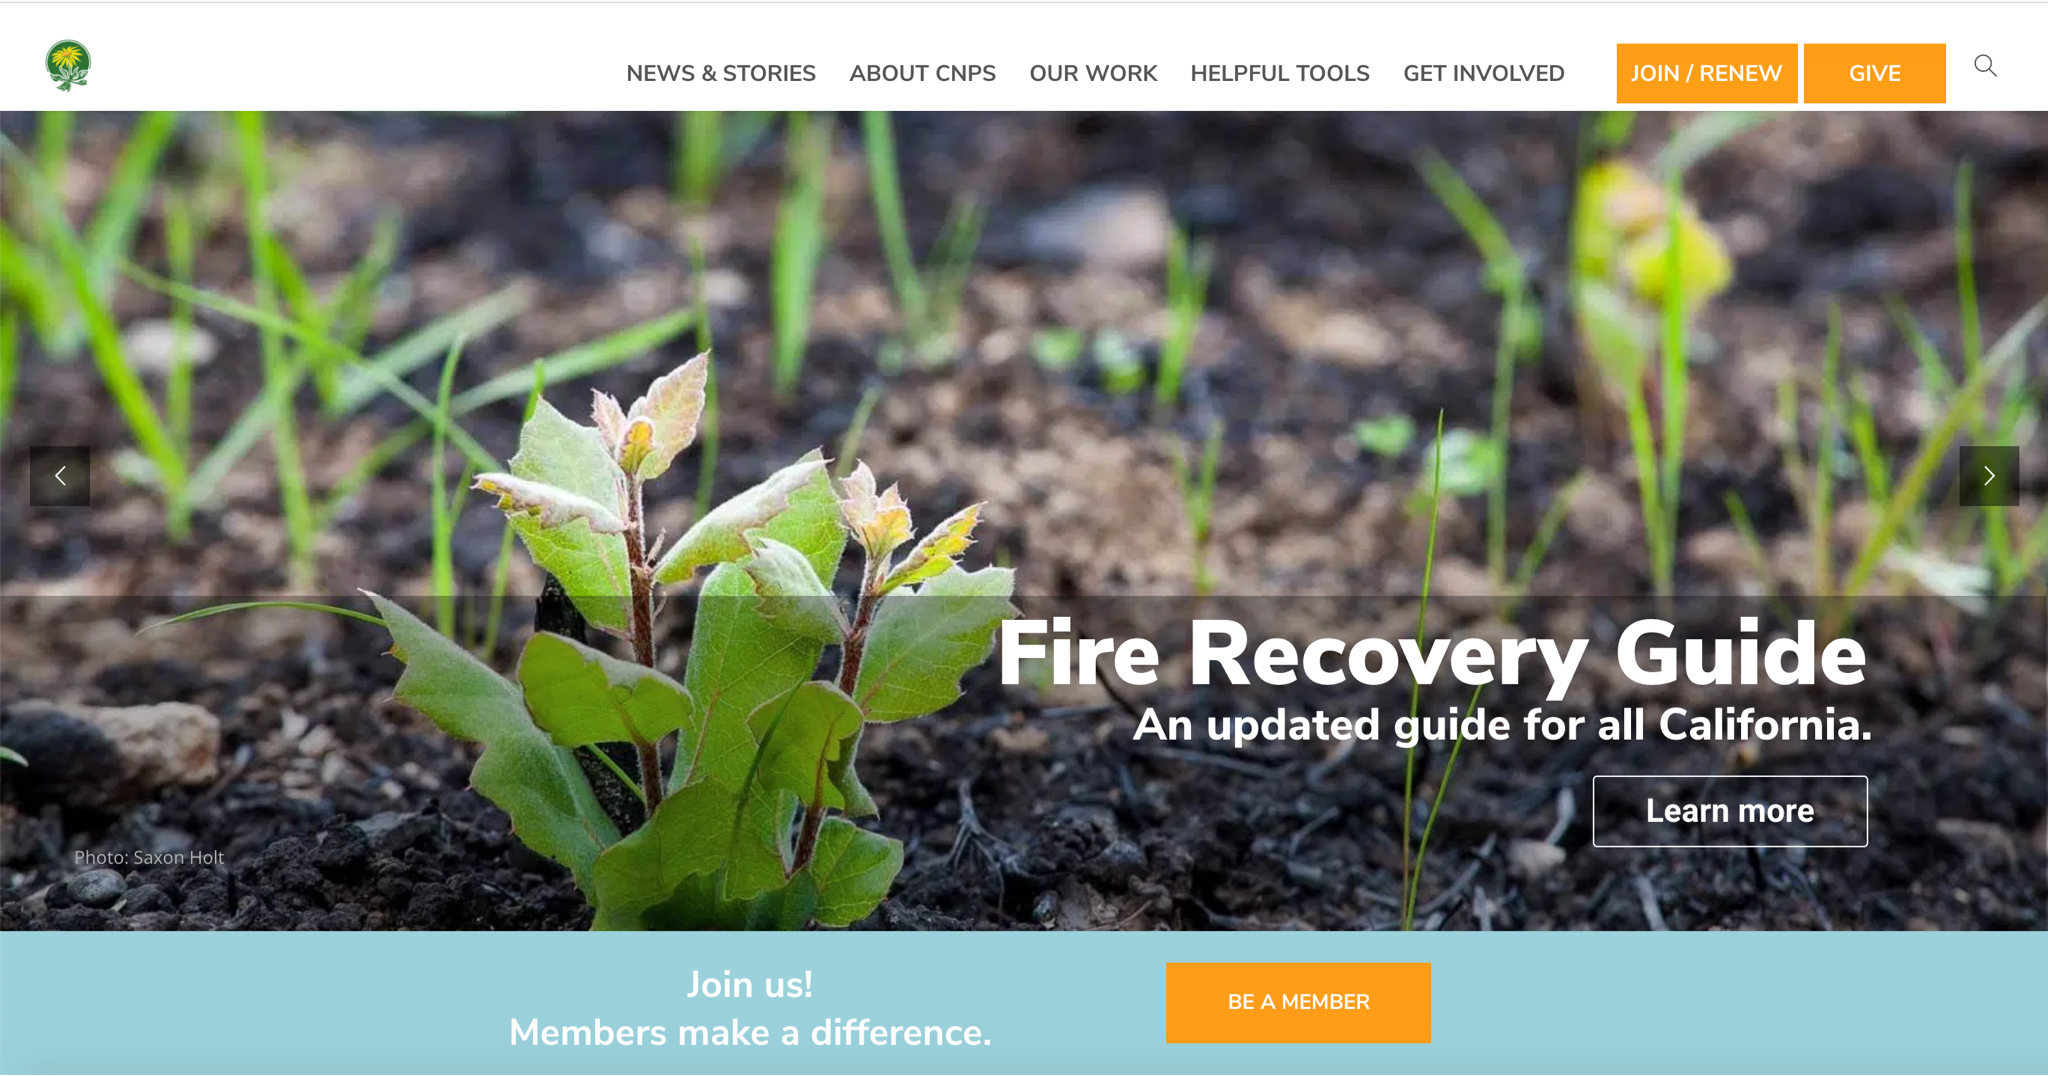 NEWS & STORIES ABOUT CNPS OUR WORK HELPFUL TOOLS GET INVOLVED JOIN / RENEW GIVE
Fire Recovery Guide
An updated guide for all California.
Learn more
Photo: Saxon Holt
Join us!
Members make a difference.
BE A MEMBER